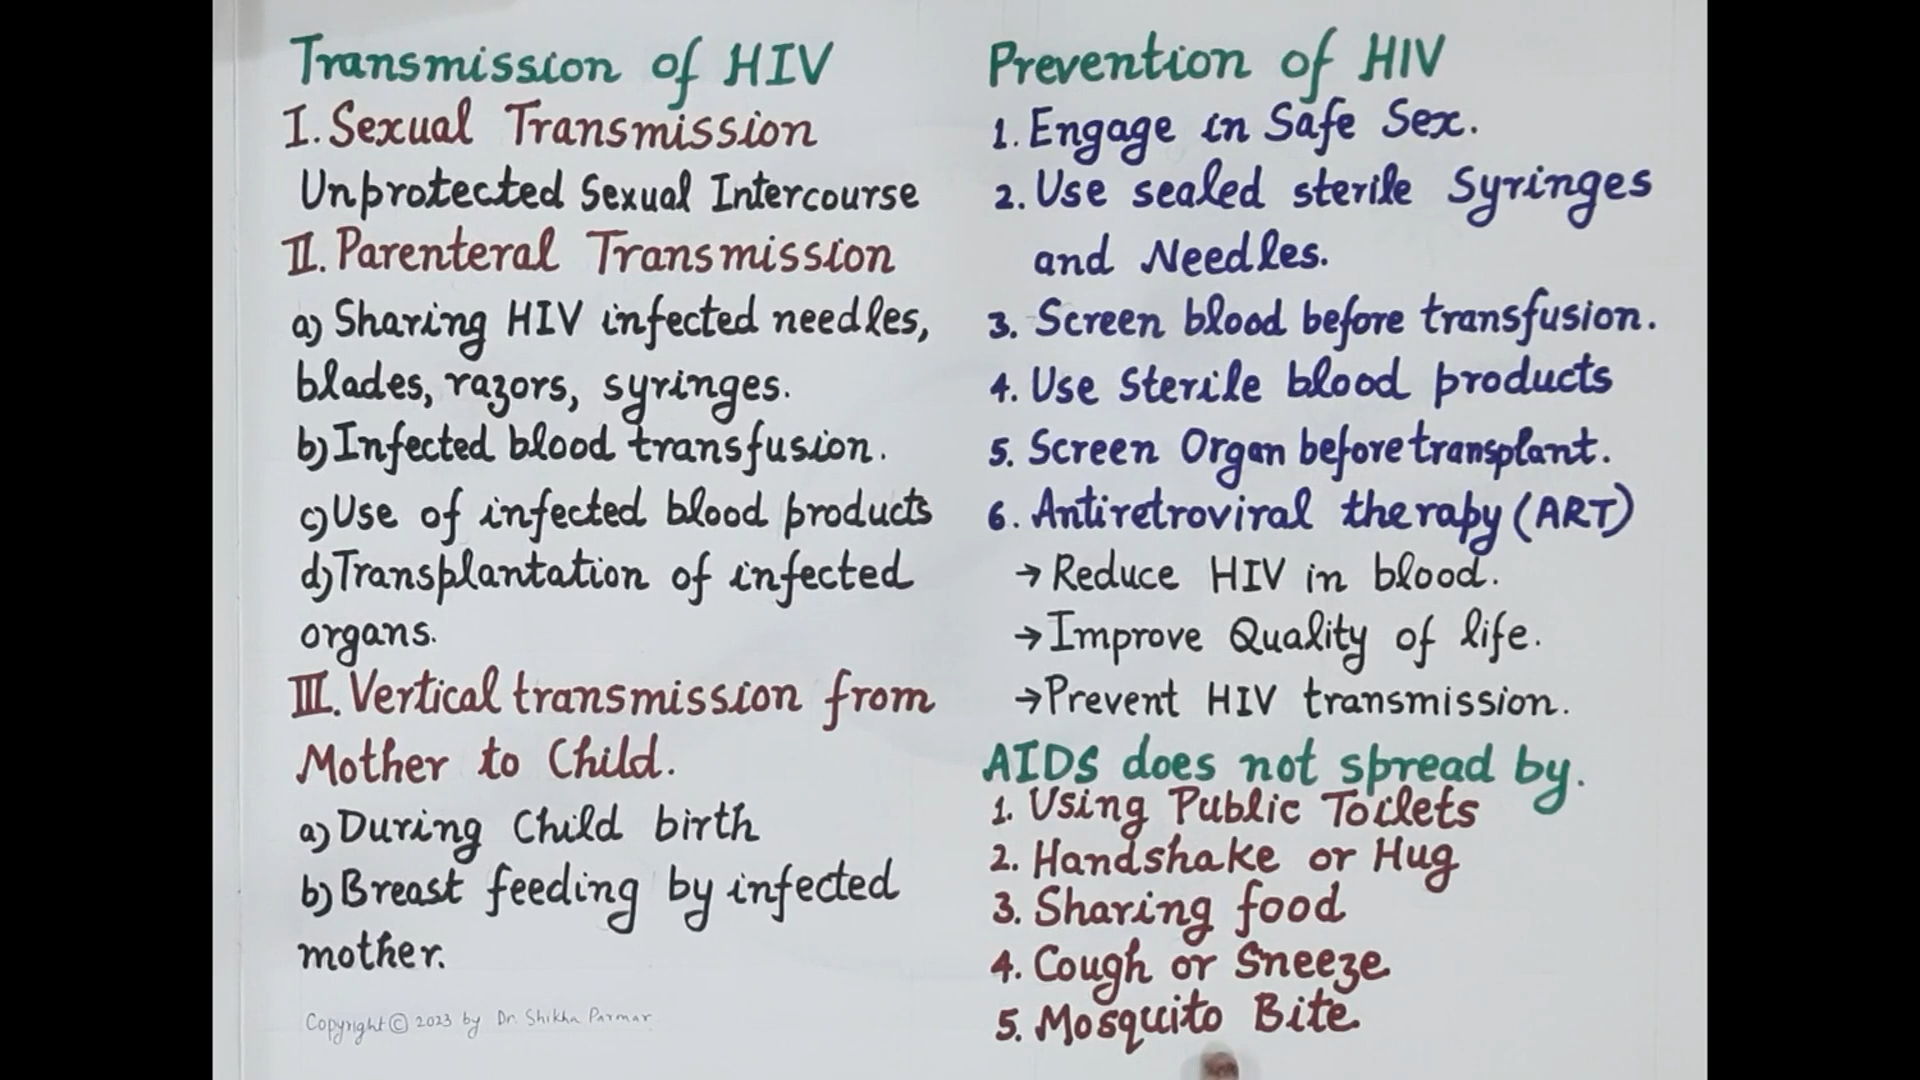 Transmission of HIV
I. Sexual Transmission
Unprotected Sexual Intercourse
II. Parenteral Transmission
a) Sharing HIV infected needles,
blades, razors, syringes.
b) Infected blood transfusion.
c) Use of infected blood products
d) Transplantation of infected
organs.
III. Vertical transmission from
Mother to Child.
a) During Child birth
b) Breast feeding by infected
mother.
Copyright © 2023 by Dr. Shikha Parmar
Prevention of HIV
1. Engage in Safe Sex.
2. Use sealed sterile Syringes
and Needles.
3. Screen blood before transfusion.
4. Use Sterile blood products
5. Screen Organ before transplant.
6. Antiretroviral therapy (ART)
→ Reduce HIV in blood.
→ Improve Quality of life.
→ Prevent HIV transmission.
AIDS does not spread by.
1. Using Public Toilets
2. Handshake or Hug
3. Sharing food
4. Cough or Sneeze
5. Mosquito Bite.